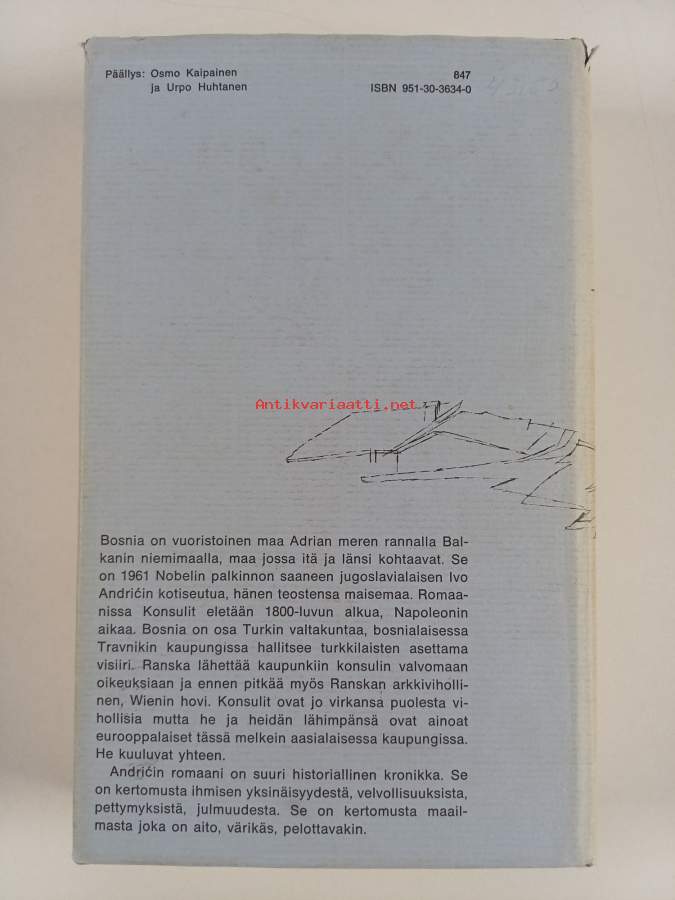 Päällys: Osmo Kaipainen
ja Urpo Huhtanen
847
ISBN 951-30-3634-0
Antikvariaatti.net
Bosnia on vuoristoinen maa Adrian meren rannalla Bal-
kanin niemimaalla, maa jossa itä ja länsi kohtaavat. Se
on 1961 Nobelin palkinnon saaneen jugoslavialaisen Ivo
Andrićin kotiseutua, hänen teostensa maisemaa. Romaa-
nissa Konsulit eletään 1800-luvun alkua, Napoleonin
aikaa. Bosnia on osa Turkin valtakuntaa, bosnialaisessa
Travnikin kaupungissa hallitsee turkkilaisten asettama
visiiri. Ranska lähettää kaupunkiin konsulin valvomaan
oikeuksiaan ja ennen pitkää myös Ranskan arkkiviholli-
nen, Wienin hovi. Konsulit ovat jo virkansa puolesta vi-
hollisia mutta he ja heidän lähimpänsä ovat ainoat
eurooppalaiset tässä melkein aasialaisessa kaupungissa.
He kuuluvat yhteen.
Andrićin romaani on suuri historiallinen kronikka. Se
on kertomusta ihmisen yksinäisyydestä, velvollisuuksista,
pettymyksistä, julmuudesta. Se on kertomusta maail-
masta joka on aito, värikäs, pelottavakin.